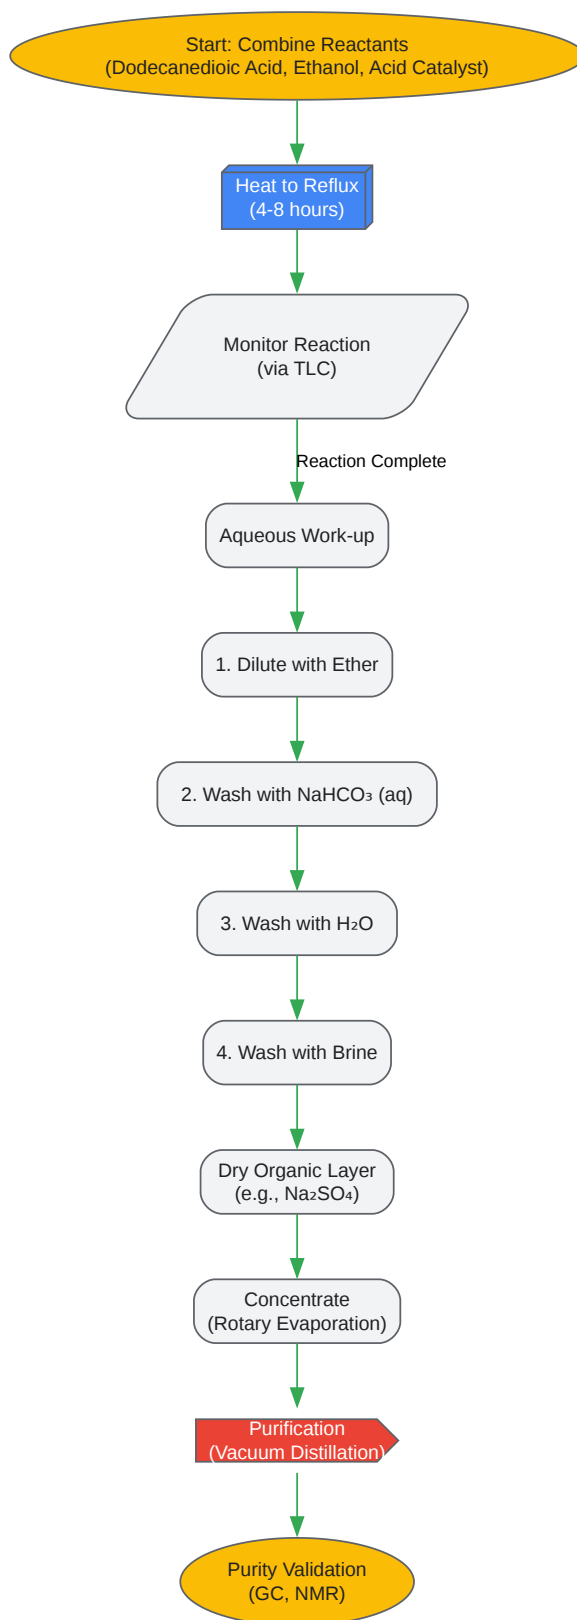 Start: Combine Reactants
(Dodecanedioic Acid, Ethanol, Acid Catalyst)
Heat to Reflux
(4-8 hours)
Monitor Reaction
(via TLC)
Reaction Complete
Aqueous Work-up
1. Dilute with Ether
2. Wash with NaHCO₃ (aq)
3. Wash with H₂O
4. Wash with Brine
Dry Organic Layer
(e.g., Na₂SO₄)
Concentrate
(Rotary Evaporation)
Purification
(Vacuum Distillation)
Purity Validation
(GC, NMR)